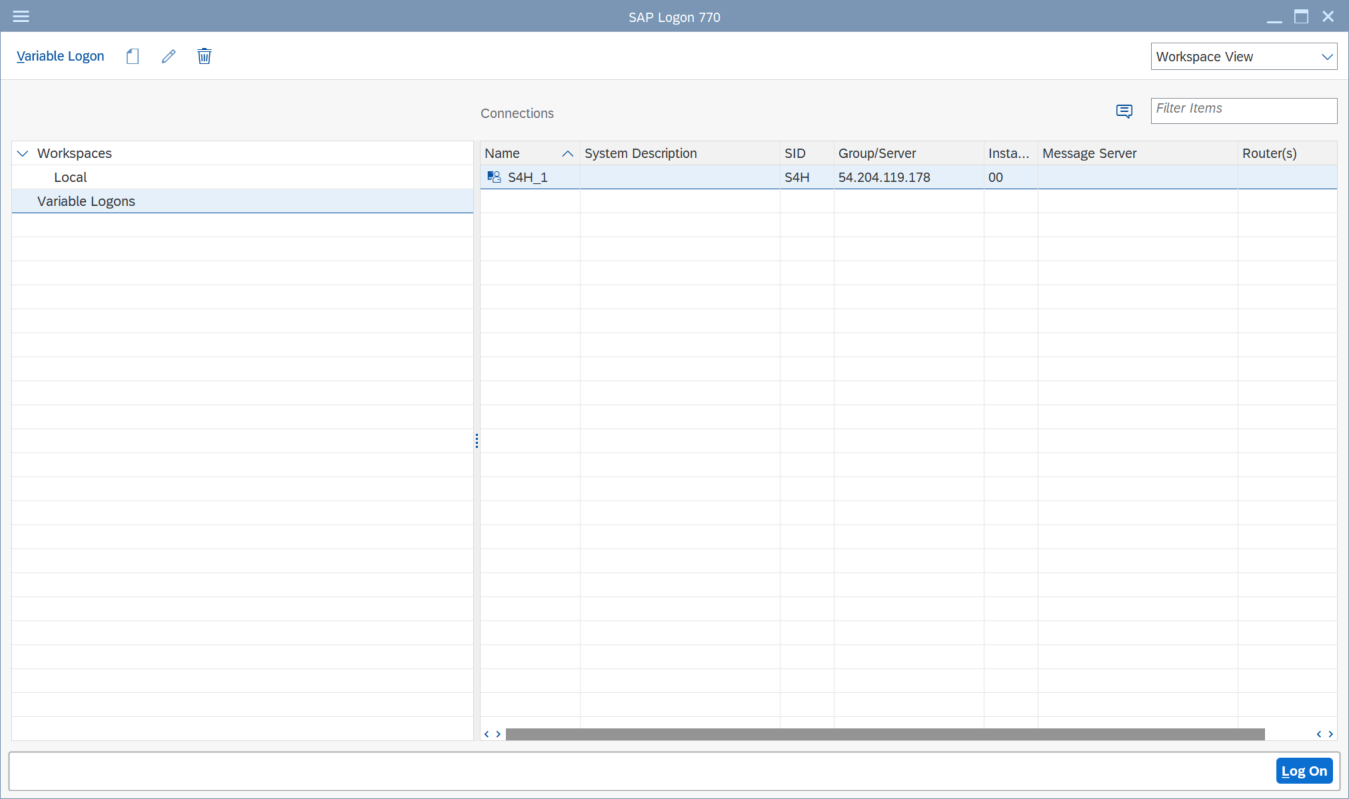 SAP Logon 770
Variable Logon
Workspace View
Connections
Filter Items
Workspaces
Local
Variable Logons
Name System Description SID Group/Server Insta... Message Server Router(s)
S4H_1 S4H 54.204.119.178 00
Log On